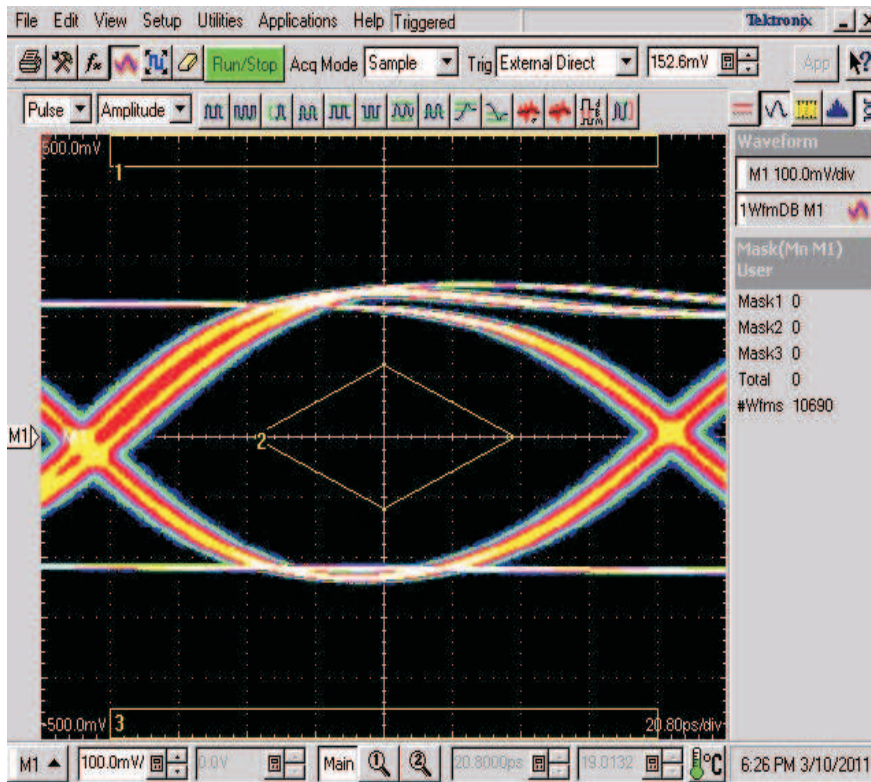 File Edit View Setup Utilities Applications Help Triggered Tektronix
Run/Stop Acq Mode Sample Trig External Direct 152.6mV App
Pulse Amplitude
500.0mV
1
Waveform
M1 100.0mV/div
1WfmDB M1
Mask(Mn M1)
User
Mask1 0
Mask2 0
Mask3 0
Total 0
#Wfms 10690
M1
2
-500.0mV
3
20.80ps/div
M1 100.0mV/ 0.0V Main 1 2 20.8000ps 19.0132 °C 6:26 PM 3/10/2011